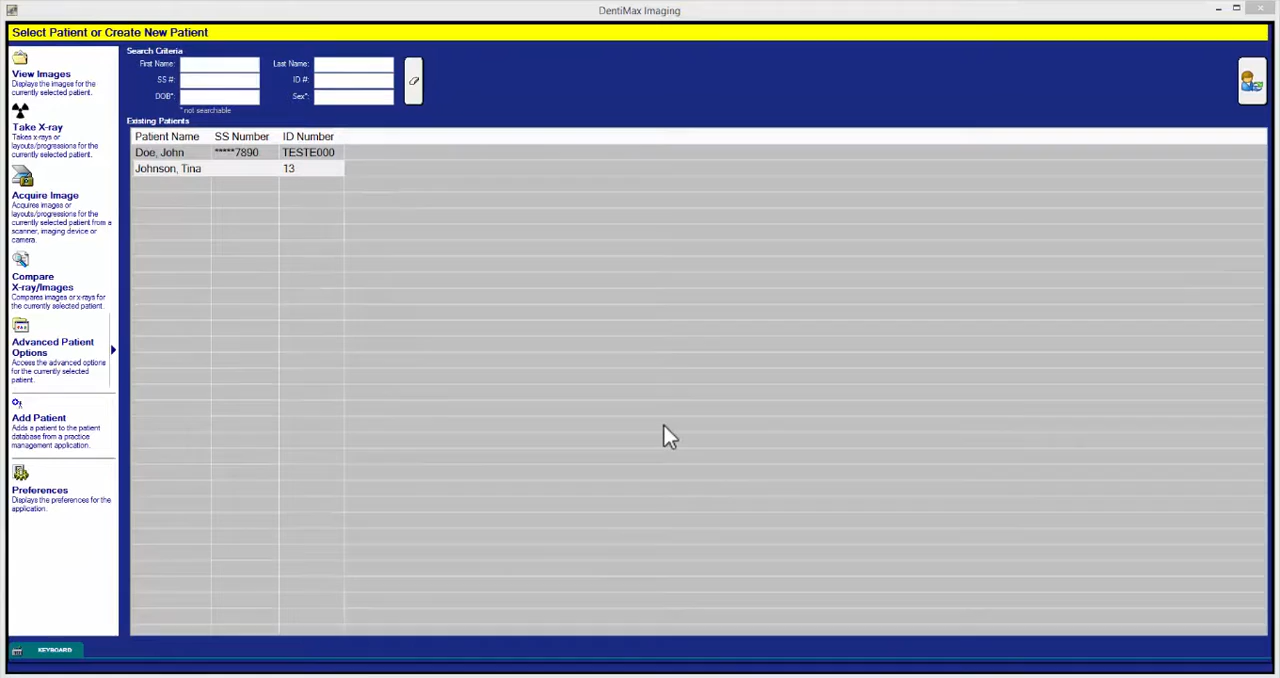 DentiMax Imaging
Select Patient or Create New Patient
View Images
Displays the images for the
currently selected patient.
Take X-ray
Takes x-rays or
layouts/progressions for the
currently selected patient.
Acquire Image
Acquires images or
layouts/progressions for the
currently selected patient from a
scanner, imaging device or
camera.
Compare
X-ray/Images
Compares images or x-rays for
the currently selected patient.
Advanced Patient
Options
Access the advanced options
for the currently selected
patient.
Add Patient
Adds a patient to the patient
database from a practice
management application.
Preferences
Displays the preferences for the
application.
Search Criteria
First Name: Last Name:
SS #: ID #:
DOB*: Sex*:
* not searchable
Existing Patients
Patient Name SS Number ID Number
Doe, John *****7890 TESTE000
Johnson, Tina 13
KEYBOARD